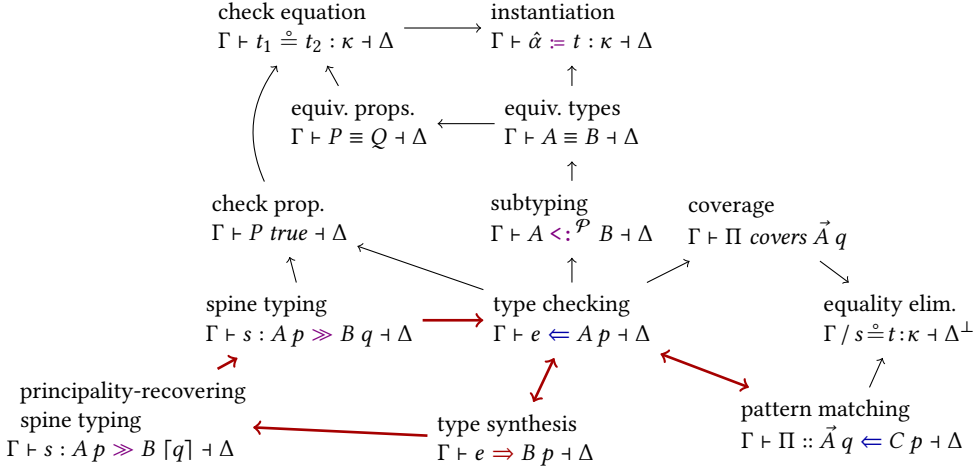 check equation
Γ ⊢ t₁ ≗ t₂ : κ ⊣ Δ
instantiation
Γ ⊢ α̂ := t : κ ⊣ Δ
equiv. props.
Γ ⊢ P ≡ Q ⊣ Δ
equiv. types
Γ ⊢ A ≡ B ⊣ Δ
check prop.
Γ ⊢ P true ⊣ Δ
subtyping
Γ ⊢ A <:^𝒫 B ⊣ Δ
coverage
Γ ⊢ Π covers A⃗ q
spine typing
Γ ⊢ s : A p ≫ B q ⊣ Δ
type checking
Γ ⊢ e ⇐ A p ⊣ Δ
equality elim.
Γ / s ≗ t : κ ⊣ Δ^⊥
principality-recovering
spine typing
Γ ⊢ s : A p ≫ B ⌈q⌉ ⊣ Δ
type synthesis
Γ ⊢ e ⇒ B p ⊣ Δ
pattern matching
Γ ⊢ Π :: A⃗ q ⇐ C p ⊣ Δ